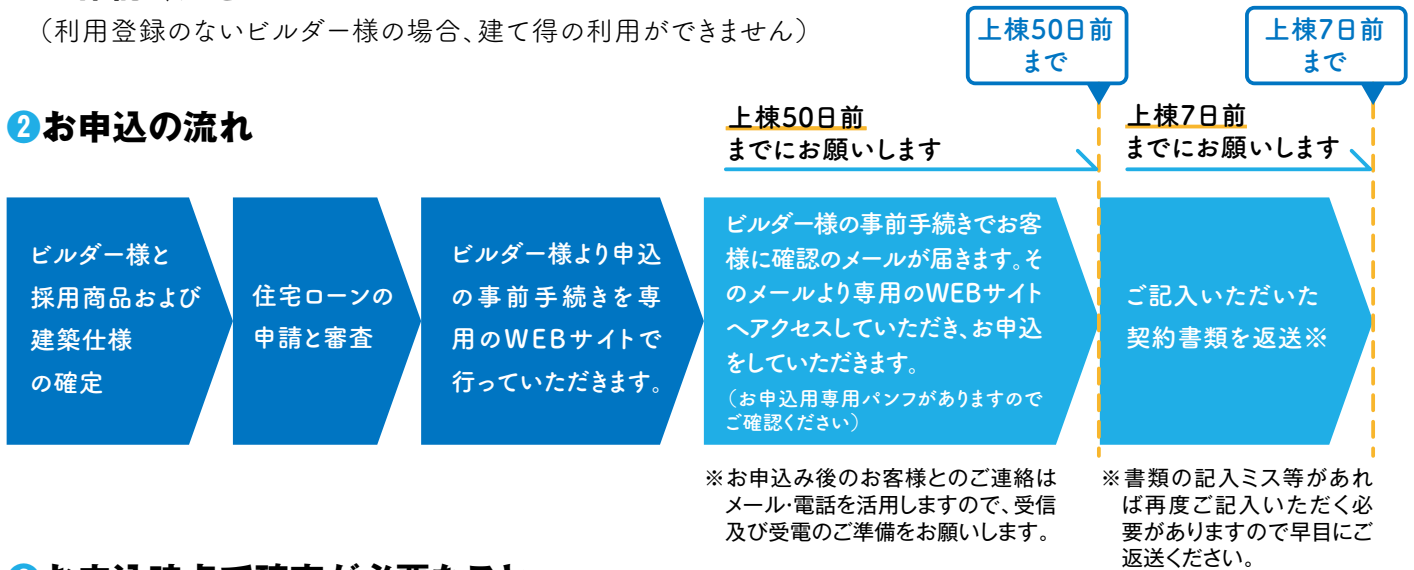 （利用登録のないビルダー様の場合、建て得の利用ができません）
上棟50日前
まで
上棟7日前
まで
❷お申込の流れ
上棟50日前
までにお願いします
上棟7日前
までにお願いします
ビルダー様と
採用商品および
建築仕様
の確定
住宅ローンの
申請と審査
ビルダー様より申込
の事前手続きを専
用のWEBサイトで
行っていただきます。
ビルダー様の事前手続きでお客
様に確認のメールが届きます。そ
のメールより専用のWEBサイト
へアクセスしていただき、お申込
をしていただきます。
（お申込用専用パンフがありますので
ご確認ください）
ご記入いただいた
契約書類を返送※
※お申込み後のお客様とのご連絡は
メール・電話を活用しますので、受信
及び受電のご準備をお願いします。
※書類の記入ミス等があれ
ば再度ご記入いただく必
要がありますので早目にご
返送ください。